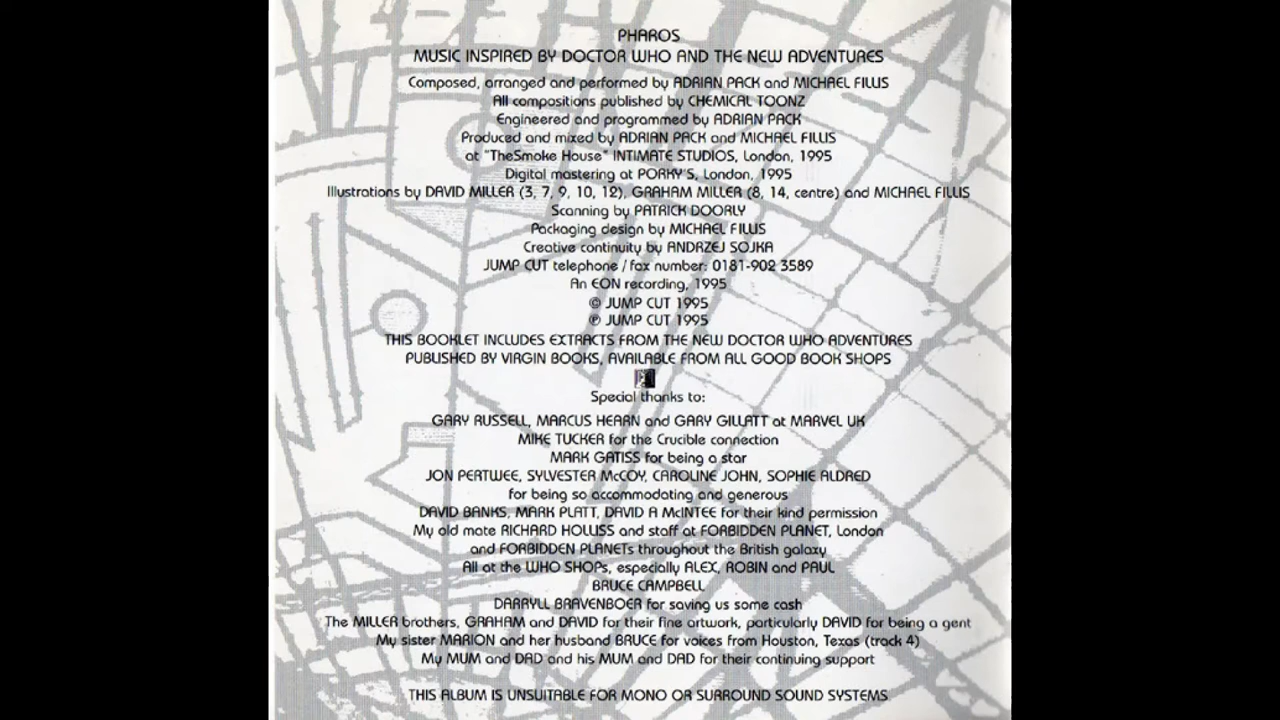 PHAROS
MUSIC INSPIRED BY DOCTOR WHO AND THE NEW ADVENTURES
Composed, arranged and performed by ADRIAN PACK and MICHAEL FILLIS
All compositions published by CHEMICAL TOONZ
Engineered and programmed by ADRIAN PACK
Produced and mixed by ADRIAN PACK and MICHAEL FILLIS
at "TheSmoke House" INTIMATE STUDIOS, London, 1995
Digital mastering at PORKY'S, London, 1995
Illustrations by DAVID MILLER (3, 7, 9, 10, 12), GRAHAM MILLER (8, 14, centre) and MICHAEL FILLIS
Scanning by PATRICK DOORLY
Packaging design by MICHAEL FILLIS
Creative continuity by ANDRZEJ SOJKA
JUMP CUT telephone / fax number: 0181-902 3589
An EON recording, 1995
© JUMP CUT 1995
℗ JUMP CUT 1995
THIS BOOKLET INCLUDES EXTRACTS FROM THE NEW DOCTOR WHO ADVENTURES
PUBLISHED BY VIRGIN BOOKS, AVAILABLE FROM ALL GOOD BOOK SHOPS
Special thanks to:
GARY RUSSELL, MARCUS HEARN and GARY GILLATT at MARVEL UK
MIKE TUCKER for the Crucible connection
MARK GATISS for being a star
JON PERTWEE, SYLVESTER McCOY, CAROLINE JOHN, SOPHIE ALDRED
for being so accommodating and generous
DAVID BANKS, MARK PLATT, DAVID A McINTEE for their kind permission
My old mate RICHARD HOLLISS and staff at FORBIDDEN PLANET, London
and FORBIDDEN PLANETs throughout the British galaxy
All at the WHO SHOPs, especially ALEX, ROBIN and PAUL
BRUCE CAMPBELL
DARRYLL BRAVENBOER for saving us some cash
The MILLER brothers, GRAHAM and DAVID for their fine artwork, particularly DAVID for being a gent
My sister MARION and her husband BRUCE for voices from Houston, Texas (track 4)
My MUM and DAD and his MUM and DAD for their continuing support
THIS ALBUM IS UNSUITABLE FOR MONO OR SURROUND SOUND SYSTEMS